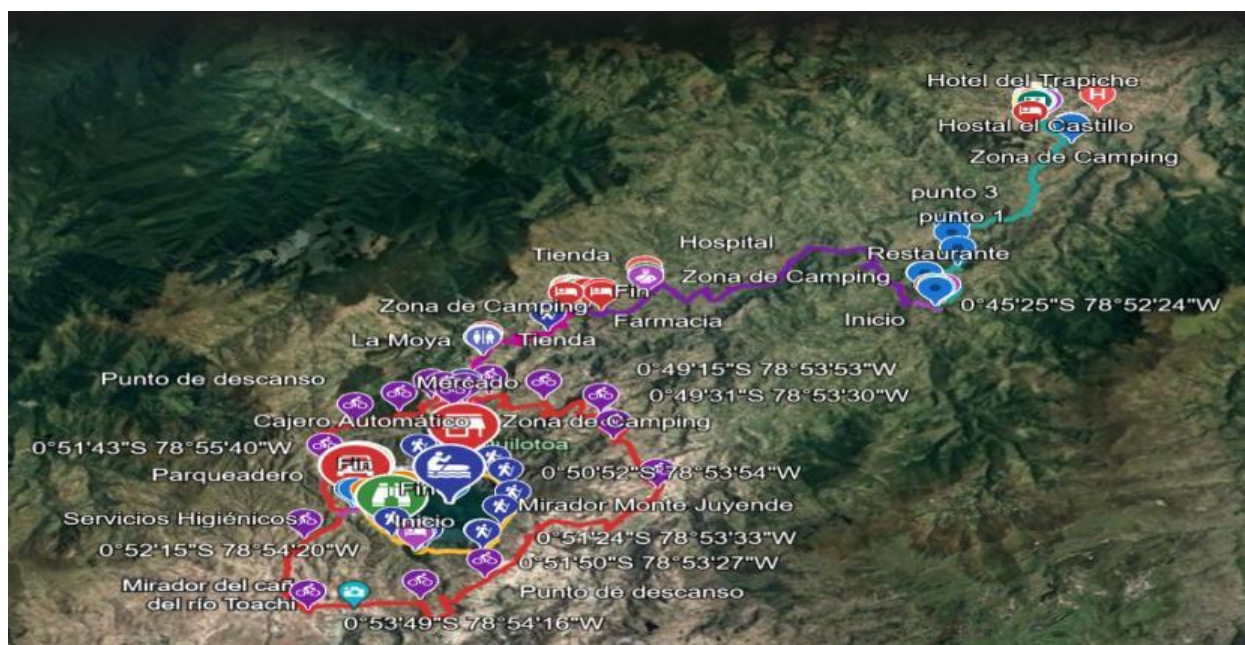 Hotel del Trapiche
H
Hostal el Castillo
Zona de Camping
punto 3
punto 1
Hospital
Tienda
Restaurante
Zona de Camping
Fin
Zona de Camping
0°45'25"S 78°52'24"W
Farmacia
Inicio
La Moya
Tienda
0°49'15"S 78°53'53"W
Punto de descanso
Mercado
0°49'31"S 78°53'30"W
Cajero Automático
Zona de Camping
0°51'43"S 78°55'40"W
uilotoa
Fin
0°50'52"S 78°53'54"W
Parqueadero
Fin
Mirador Monte Juyende
Servicios Higiénicos
Inicio
0°51'24"S 78°53'33"W
0°52'15"S 78°54'20"W
0°51'50"S 78°53'27"W
Mirador del cañ
Punto de descanso
del río Toachi
0°53'49"S 78°54'16"W